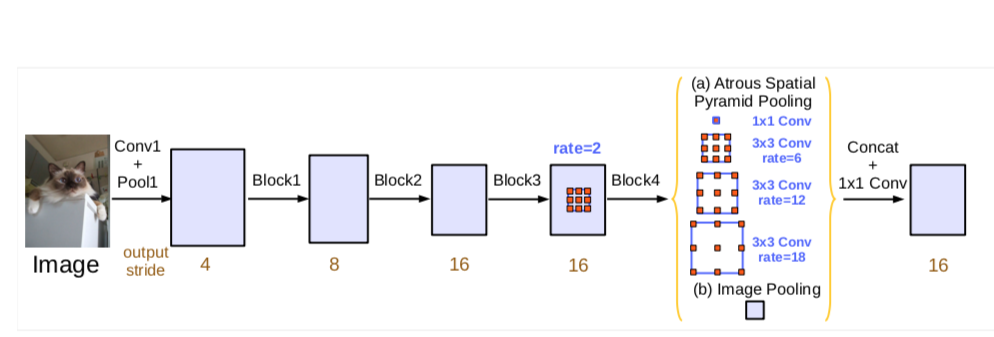 Image
Conv1
+
Pool1
output
stride
4
Block1
8
Block2
16
Block3
rate=2
16
Block4
(a) Atrous Spatial
Pyramid Pooling
1x1 Conv
3x3 Conv
rate=6
3x3 Conv
rate=12
3x3 Conv
rate=18
(b) Image Pooling
Concat
+
1x1 Conv
16